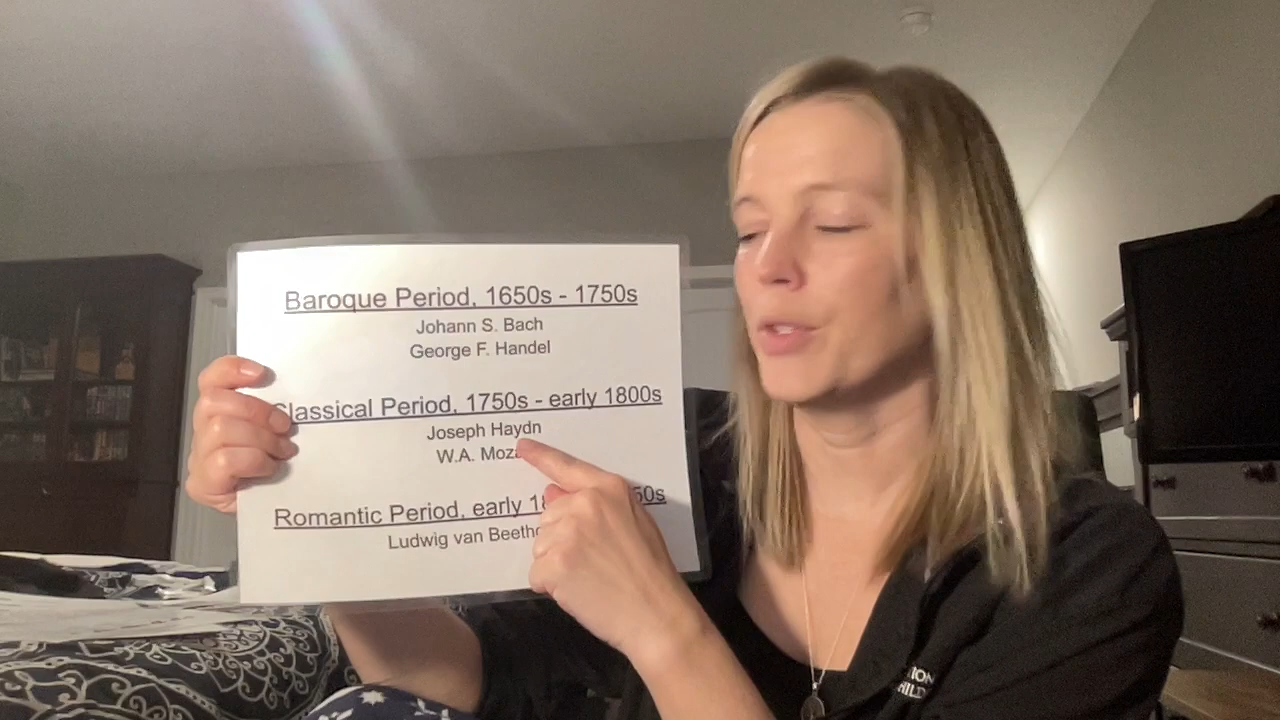 Baroque Period, 1650s - 1750s
Johann S. Bach
George F. Handel
Classical Period, 1750s - early 1800s
Joseph Haydn
W.A.
Romantic Period, early
Ludwig van